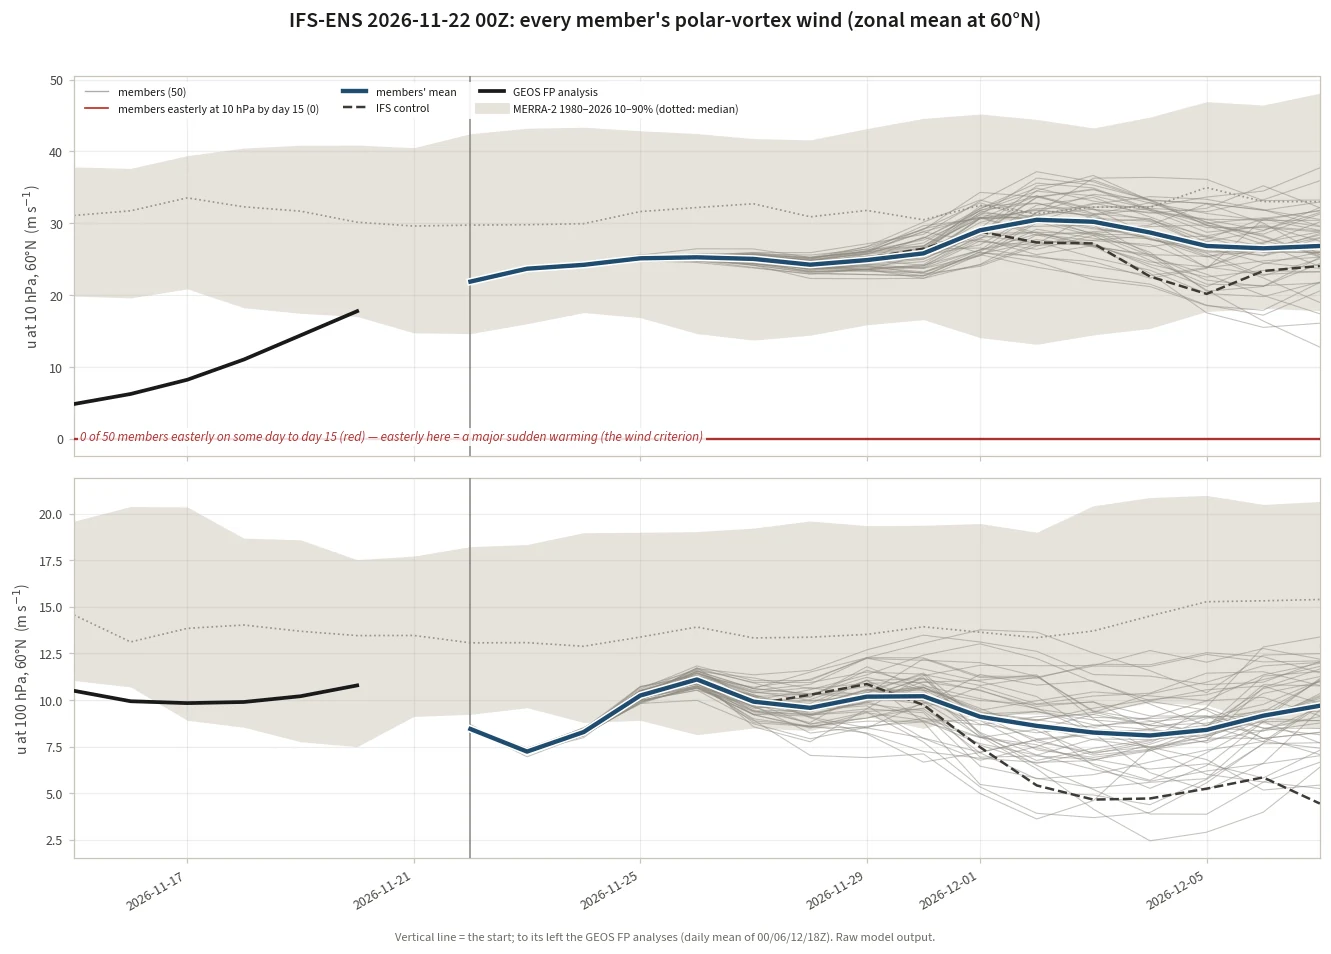 IFS-ENS 2026-11-22 00Z: every member's polar-vortex wind (zonal mean at 60°N)
members (50)
members easterly at 10 hPa by day 15 (0)
members' mean
IFS control
GEOS FP analysis
MERRA-2 1980–2026 10–90% (dotted: median)
u at 10 hPa, 60°N (m s⁻¹)
50
40
30
20
10
0
0 of 50 members easterly on some day to day 15 (red) — easterly here = a major sudden warming (the wind criterion)
u at 100 hPa, 60°N (m s⁻¹)
20.0
17.5
15.0
12.5
10.0
7.5
5.0
2.5
2026-11-17
2026-11-21
2026-11-25
2026-11-29
2026-12-01
2026-12-05
Vertical line = the start; to its left the GEOS FP analyses (daily mean of 00/06/12/18Z). Raw model output.